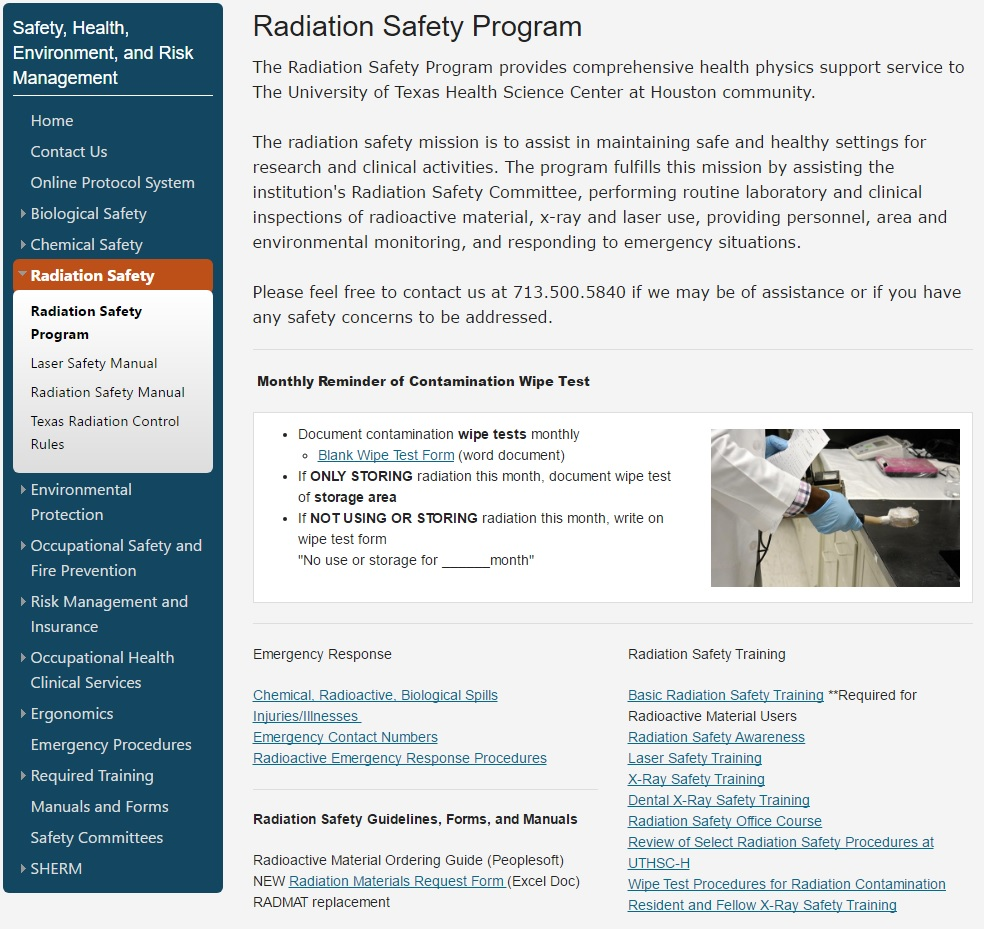 Safety, Health,
Environment, and Risk
Management
Home
Contact Us
Online Protocol System
Biological Safety
Chemical Safety
Radiation Safety
Radiation Safety
Program
Laser Safety Manual
Radiation Safety Manual
Texas Radiation Control
Rules
Environmental
Protection
Occupational Safety and
Fire Prevention
Risk Management and
Insurance
Occupational Health
Clinical Services
Ergonomics
Emergency Procedures
Required Training
Manuals and Forms
Safety Committees
SHERM
Radiation Safety Program
The Radiation Safety Program provides comprehensive health physics support service to
The University of Texas Health Science Center at Houston community.
The radiation safety mission is to assist in maintaining safe and healthy settings for
research and clinical activities. The program fulfills this mission by assisting the
institution's Radiation Safety Committee, performing routine laboratory and clinical
inspections of radioactive material, x-ray and laser use, providing personnel, area and
environmental monitoring, and responding to emergency situations.
Please feel free to contact us at 713.500.5840 if we may be of assistance or if you have
any safety concerns to be addressed.
Monthly Reminder of Contamination Wipe Test
Document contamination wipe tests monthly
Blank Wipe Test Form (word document)
If ONLY STORING radiation this month, document wipe test
of storage area
If NOT USING OR STORING radiation this month, write on
wipe test form
"No use or storage for ______month"
Emergency Response
Chemical, Radioactive, Biological Spills
Injuries/Illnesses
Emergency Contact Numbers
Radioactive Emergency Response Procedures
Radiation Safety Guidelines, Forms, and Manuals
Radioactive Material Ordering Guide (Peoplesoft)
NEW Radiation Materials Request Form (Excel Doc)
RADMAT replacement
Radiation Safety Training
Basic Radiation Safety Training **Required for
Radioactive Material Users
Radiation Safety Awareness
Laser Safety Training
X-Ray Safety Training
Dental X-Ray Safety Training
Radiation Safety Office Course
Review of Select Radiation Safety Procedures at
UTHSC-H
Wipe Test Procedures for Radiation Contamination
Resident and Fellow X-Ray Safety Training